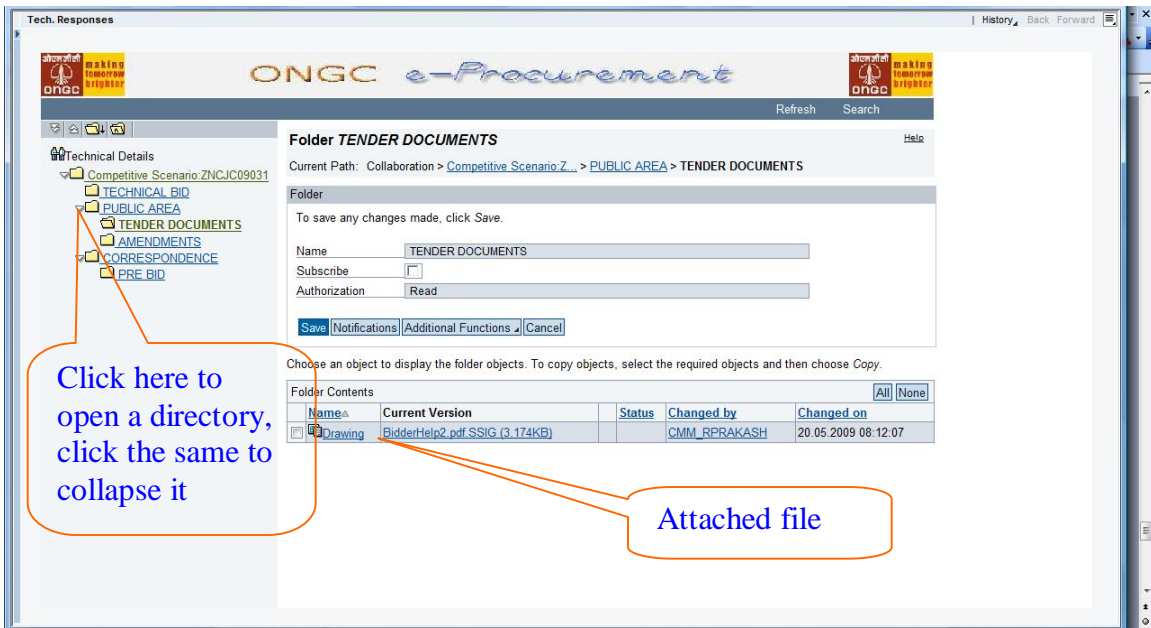 Tech. Responses
| History Back Forward
ओएनजीसी making tomorrow brighter
ONGC
ONGC e-Procurement
ओएनजीसी making tomorrow brighter
ONGC
Refresh Search
Technical Details
Competitive Scenario:ZNCJC09031
TECHNICAL BID
PUBLIC AREA
TENDER DOCUMENTS
AMENDMENTS
CORRESPONDENCE
PRE BID
Folder TENDER DOCUMENTS
Help
Current Path: Collaboration > Competitive Scenario:Z... > PUBLIC AREA > TENDER DOCUMENTS
Folder
To save any changes made, click Save.
Name TENDER DOCUMENTS
Subscribe
Authorization Read
Save Notifications Additional Functions Cancel
Choose an object to display the folder objects. To copy objects, select the required objects and then choose Copy.
Folder Contents All None
Name Current Version Status Changed by Changed on
Drawing BidderHelp2.pdf.SSIG (3.174KB) CMM_RPRAKASH 20.05.2009 08:12:07
Click here to
open a directory,
click the same to
collapse it
Attached file